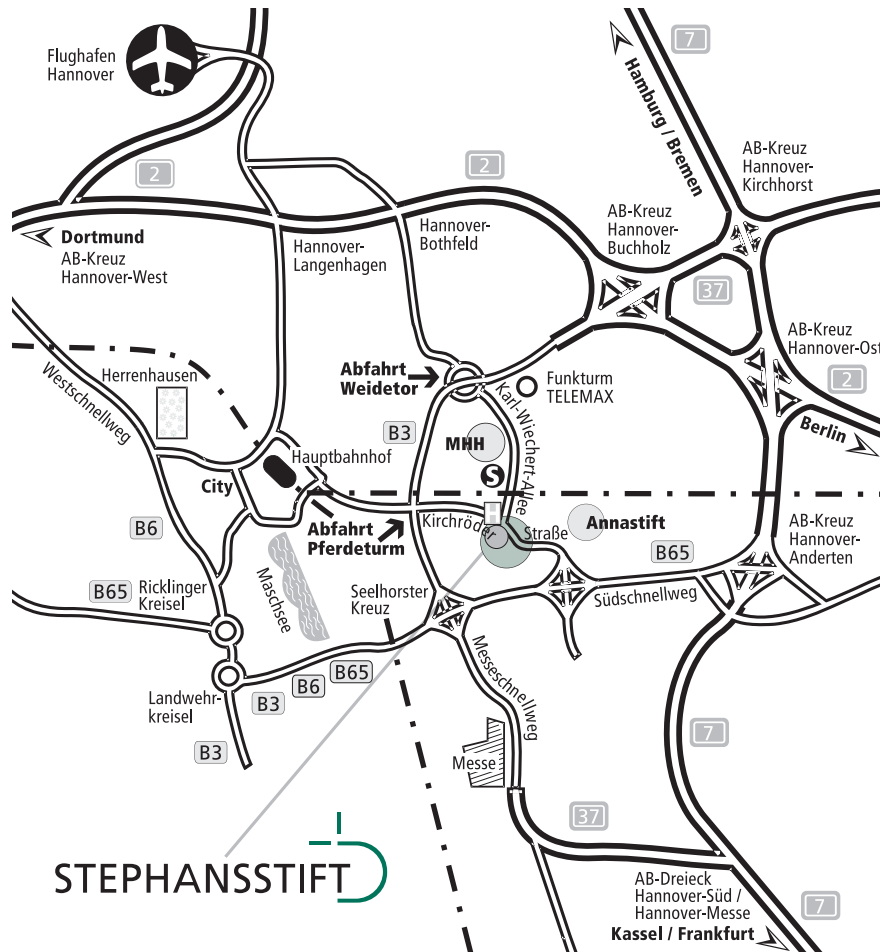 7
Flughafen
Hannover
Hamburg / Bremen
2
2
AB-Kreuz
Hannover-
Kirchhorst
AB-Kreuz
Hannover-
Buchholz
Dortmund
AB-Kreuz
Hannover-West
Hannover-
Langenhagen
Hannover-
Bothfeld
37
AB-Kreuz
Hannover-Ost
2
Berlin
Westschnellweg
Herrenhausen
Abfahrt
Weidetor
Funkturm
TELEMAX
Karl-Wiechert-Allee
B3
MHH
S
Hauptbahnhof
City
H
B6
Abfahrt
Pferdeturm
Kirchröder
Straße
Annastift
B65
AB-Kreuz
Hannover-
Anderten
B65
Ricklinger
Kreisel
Maschsee
Seelhorster
Kreuz
Südschnellweg
Messeschnellweg
Landwehr-
kreisel
B3
B6
B65
B3
Messe
7
37
STEPHANSSTIFT
AB-Dreieck
Hannover-Süd /
Hannover-Messe
Kassel / Frankfurt
7